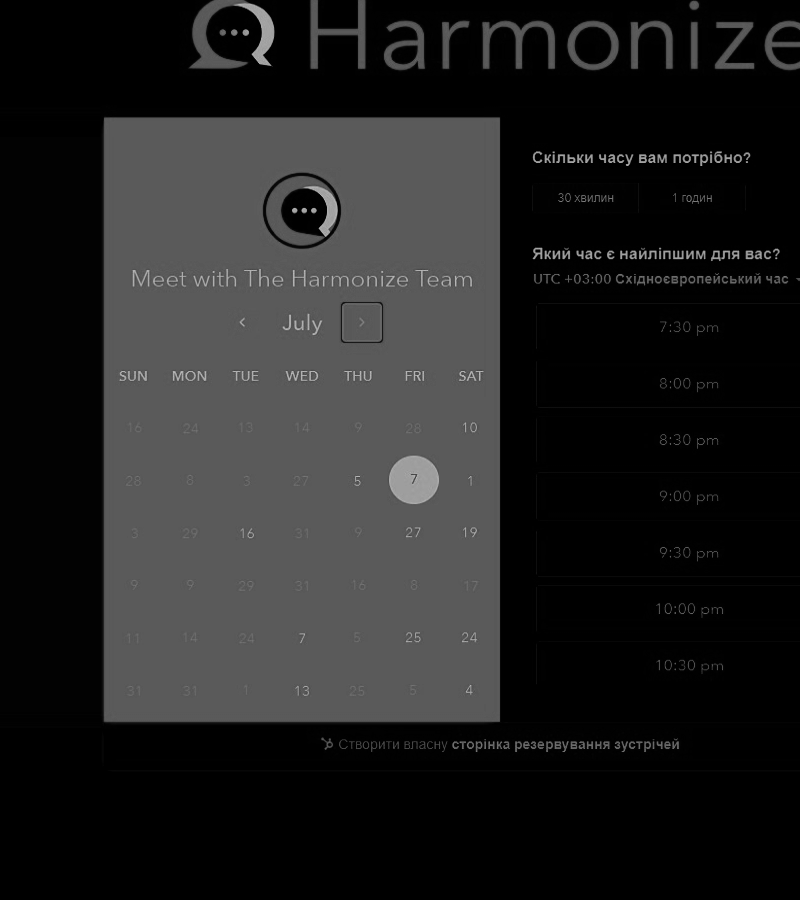 Harmonize
Meet with The Harmonize Team
July
SUN MON TUE WED THU FRI SAT
16 24 13 14 9 28 10
28 8 3 27 5 7 1
3 29 16 31 9 27 19
9 9 29 31 16 8 17
11 14 24 7 5 25 24
31 31 1 13 25 5 4
Скільки часу вам потрібно?
30 хвилин 1 годин
Який час є найліпшим для вас?
UTC +03:00 Східноєвропейський час
7:30 pm
8:00 pm
8:30 pm
9:00 pm
9:30 pm
10:00 pm
10:30 pm
Створити власну сторінка резервування зустрічей